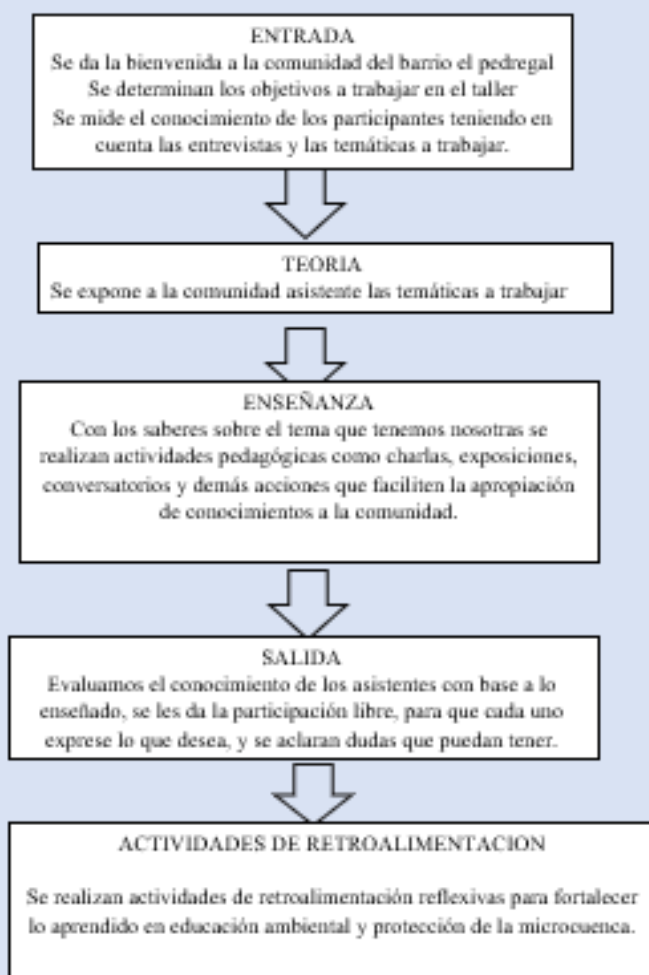 ENTRADA
Se da la bienvenida a la comunidad del barrio el pedregal
Se determinan los objetivos a trabajar en el taller
Se mide el conocimiento de los participantes teniendo en
cuenta las entrevistas y las temáticas a trabajar.
TEORIA
Se expone a la comunidad asistente las temáticas a trabajar
ENSEÑANZA
Con los saberes sobre el tema que tenemos nosotras se
realizan actividades pedagógicas como charlas, exposiciones,
conversatorios y demás acciones que faciliten la apropiación
de conocimientos a la comunidad.
SALIDA
Evaluamos el conocimiento de los asistentes con base a lo
enseñado, se les da la participación libre, para que cada uno
exprese lo que desea, y se aclaran dudas que puedan tener.
ACTIVIDADES DE RETROALIMENTACION
Se realizan actividades de retroalimentación reflexivas para fortalecer
lo aprendido en educación ambiental y protección de la microcuenca.